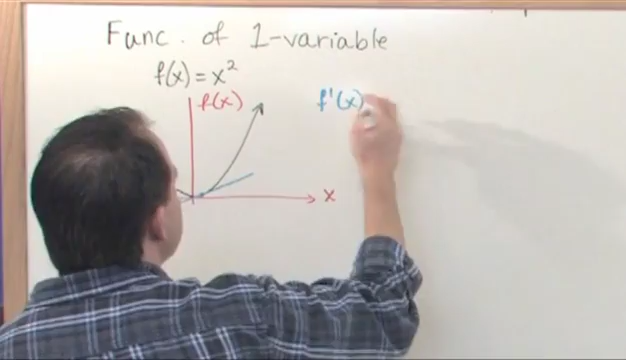 Func. of 1-variable
f(x) = x²
f(x)
f'(x)
x